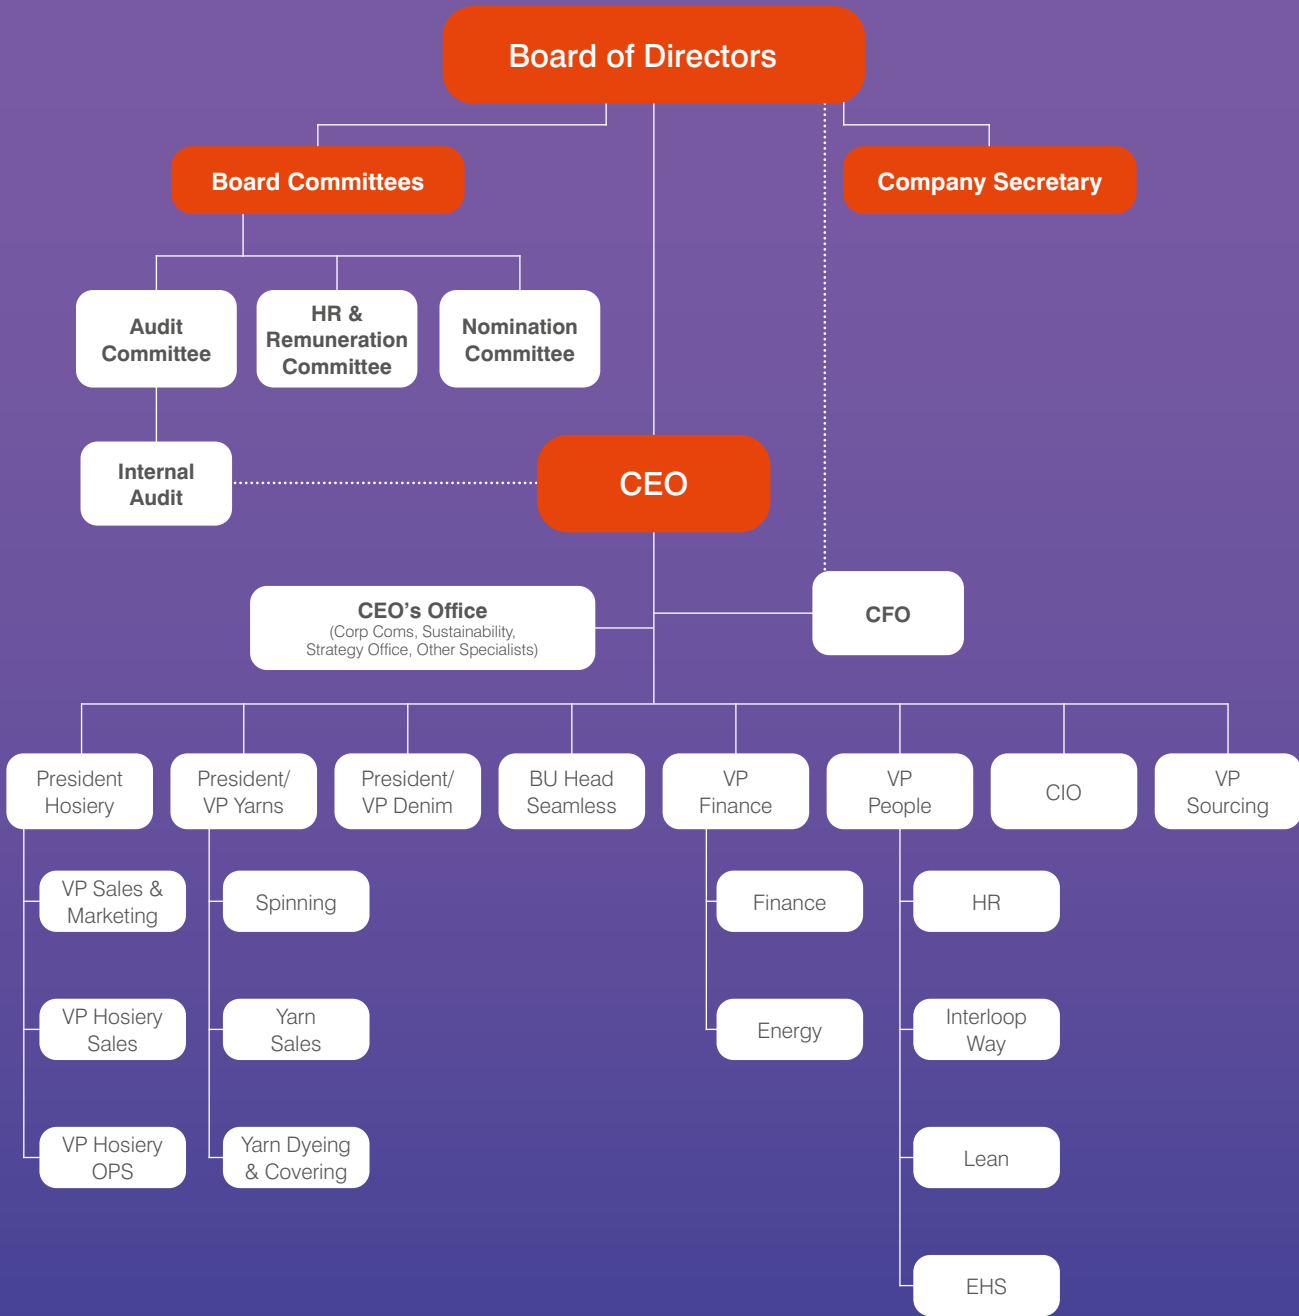 Board of Directors
Board Committees
Company Secretary
Audit
Committee
HR &
Remuneration
Committee
Nomination
Committee
Internal
Audit
CEO
CEO’s Office
(Corp Coms, Sustainability,
Strategy Office, Other Specialists)
CFO
President
Hosiery
President/
VP Yarns
President/
VP Denim
BU Head
Seamless
VP
Finance
VP
People
CIO
VP
Sourcing
VP Sales &
Marketing
Spinning
Finance
HR
VP Hosiery
Sales
Yarn
Sales
Energy
Interloop
Way
VP Hosiery
OPS
Yarn Dyeing
& Covering
Lean
EHS